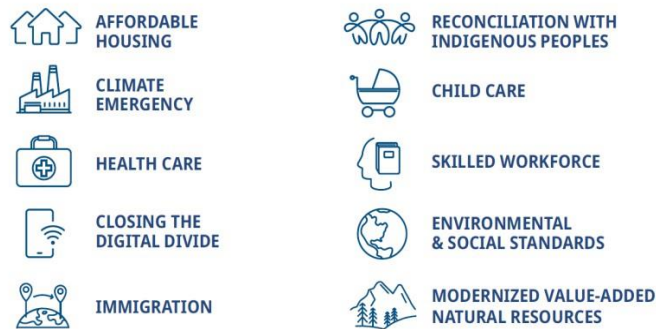 AFFORDABLE
HOUSING
CLIMATE
EMERGENCY
HEALTH CARE
CLOSING THE
DIGITAL DIVIDE
IMMIGRATION
RECONCILIATION WITH
INDIGENOUS PEOPLES
CHILD CARE
SKILLED WORKFORCE
ENVIRONMENTAL
& SOCIAL STANDARDS
MODERNIZED VALUE-ADDED
NATURAL RESOURCES